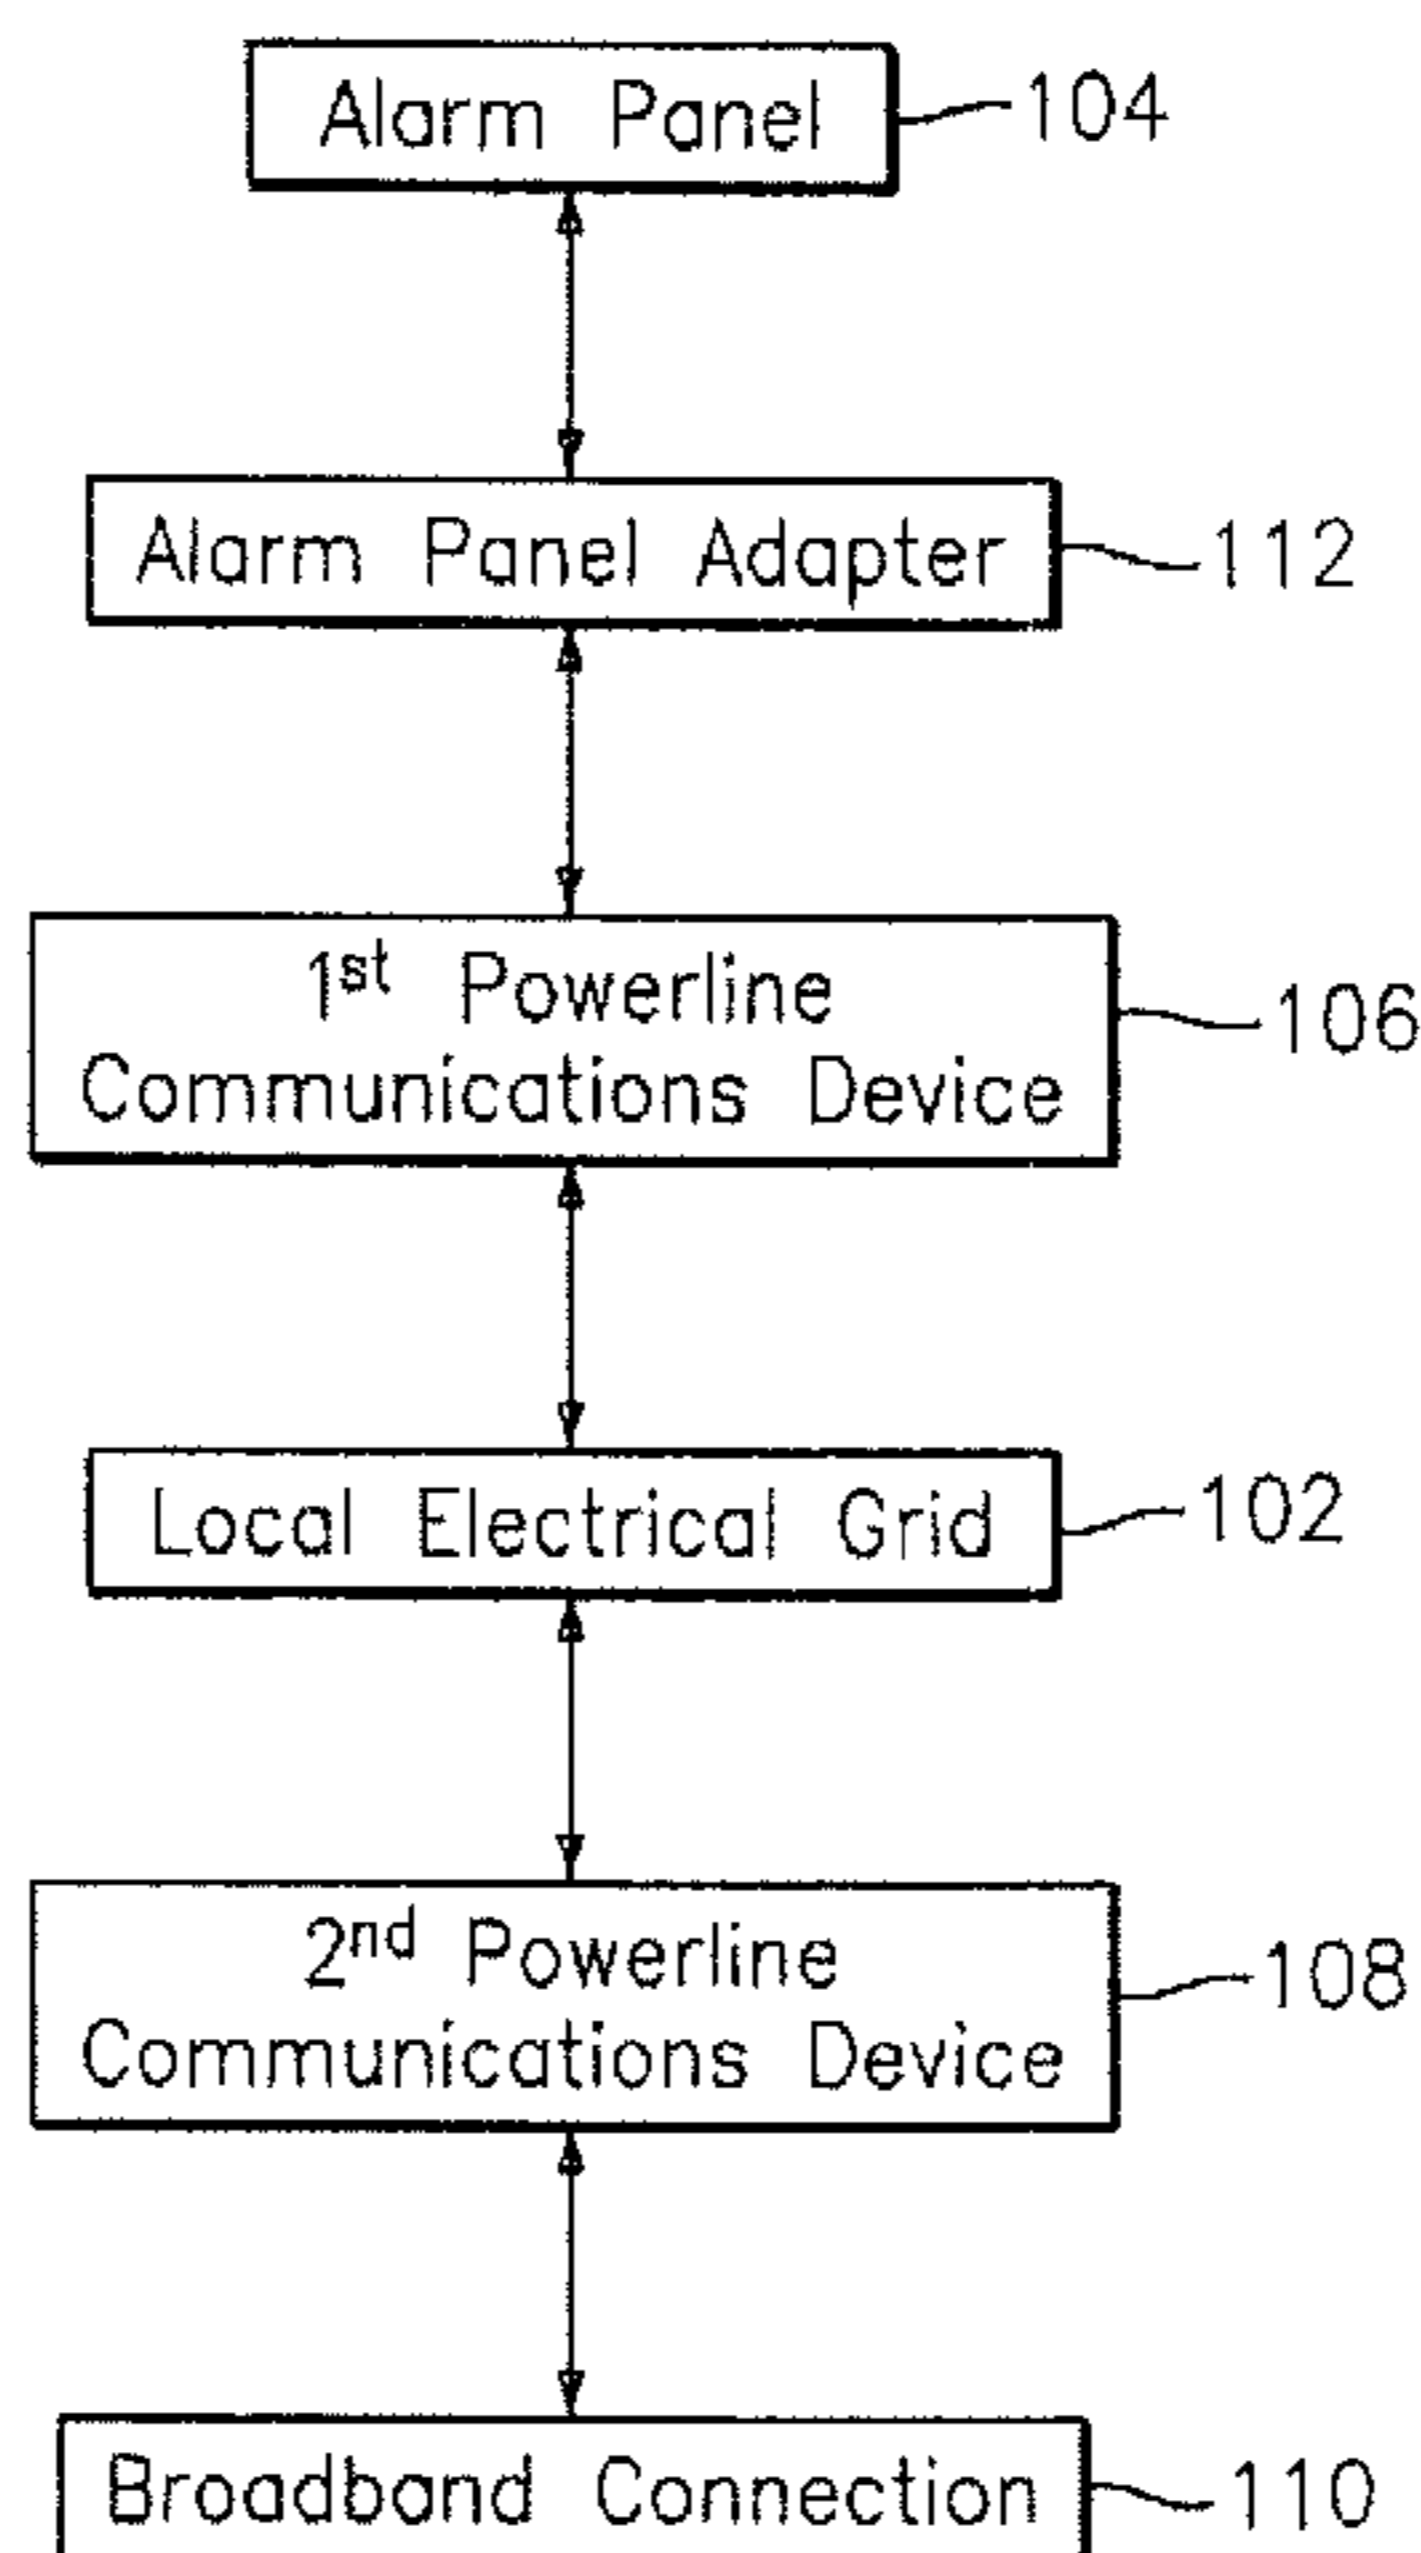 Alarm Panel 104
Alarm Panel Adapter 112
1st Powerline
Communications Device
106
Local Electrical Grid 102
2nd Powerline
Communications Device
108
Broadband Connection 110